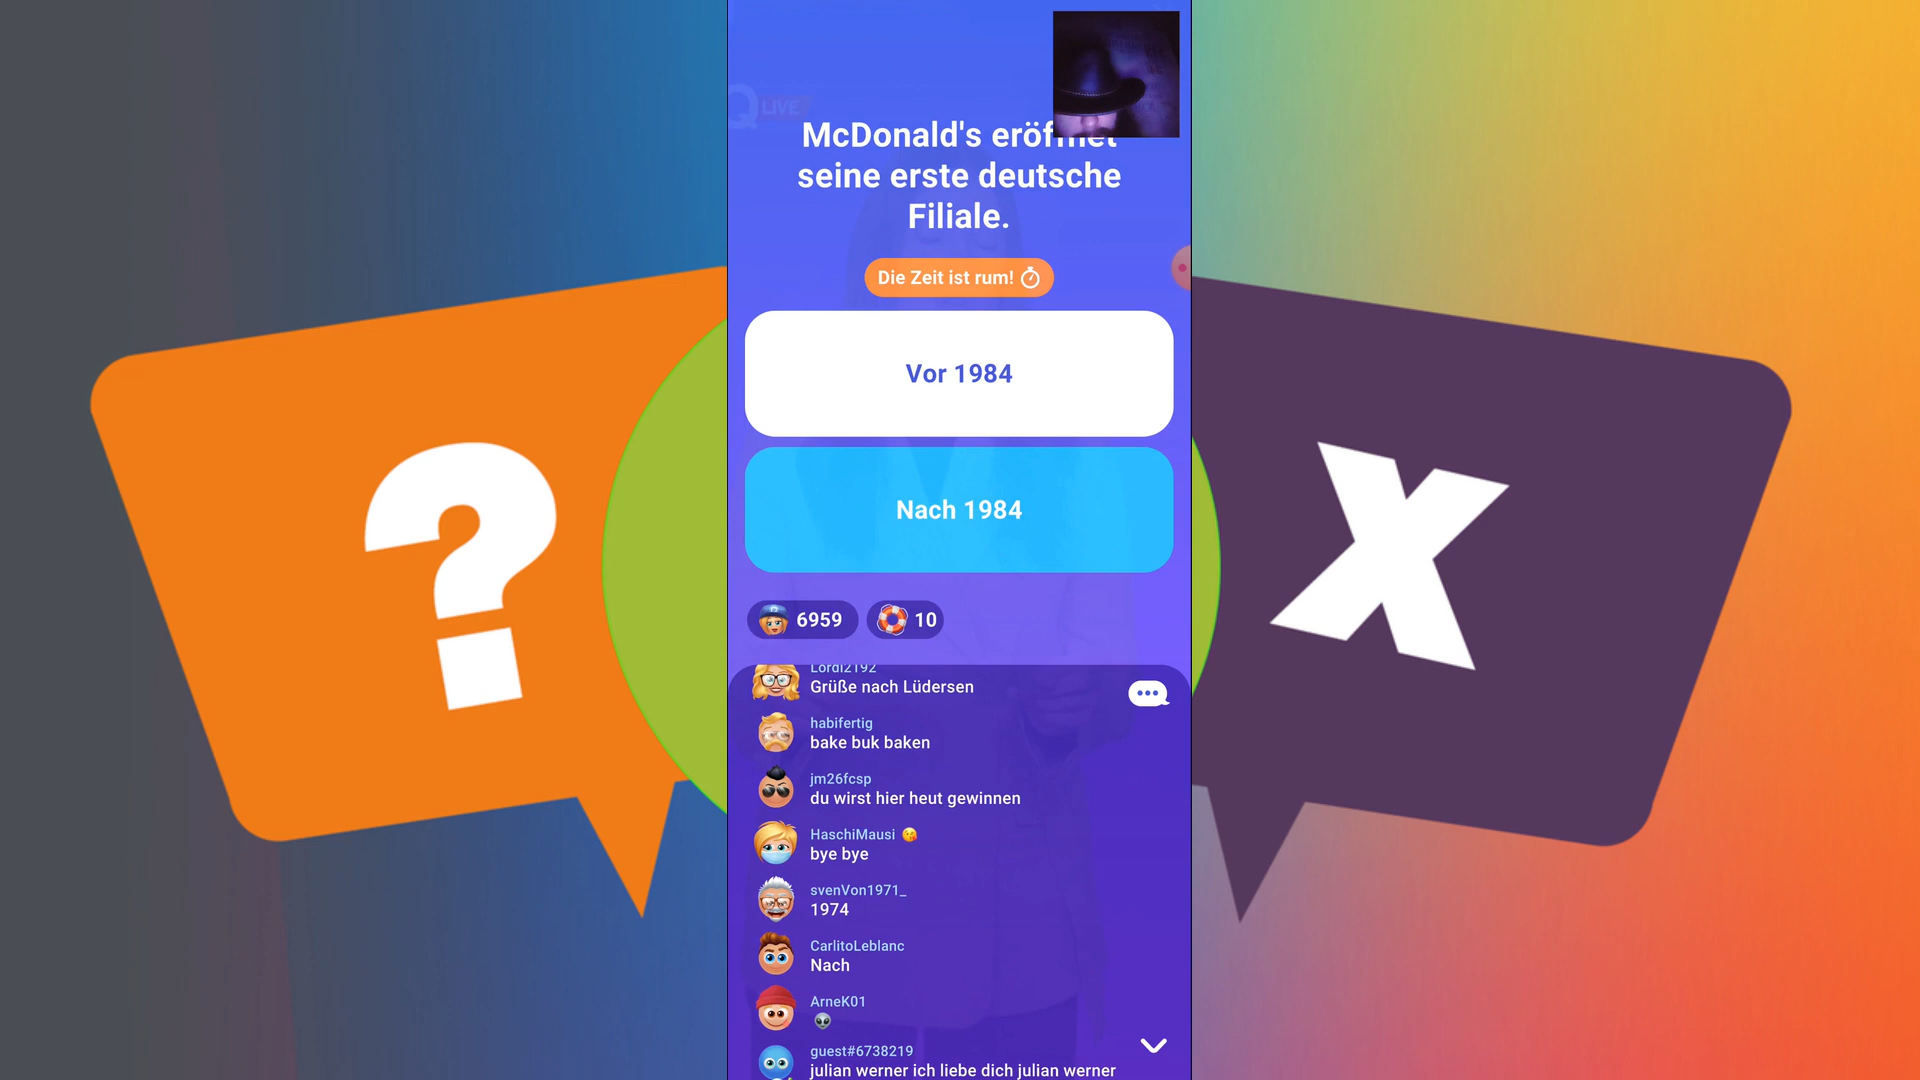 ?
X
Q LIVE
McDonald's eröffnet
seine erste deutsche
Filiale.
Die Zeit ist rum!
Vor 1984
Nach 1984
6959
10
Lordi2192
Grüße nach Lüdersen
habifertig
bake buk baken
jm26fcsp
du wirst hier heut gewinnen
HaschiMausi 😘
bye bye
svenVon1971_
1974
CarlitoLeblanc
Nach
ArneK01
👽
guest#6738219
julian werner ich liebe dich julian werner